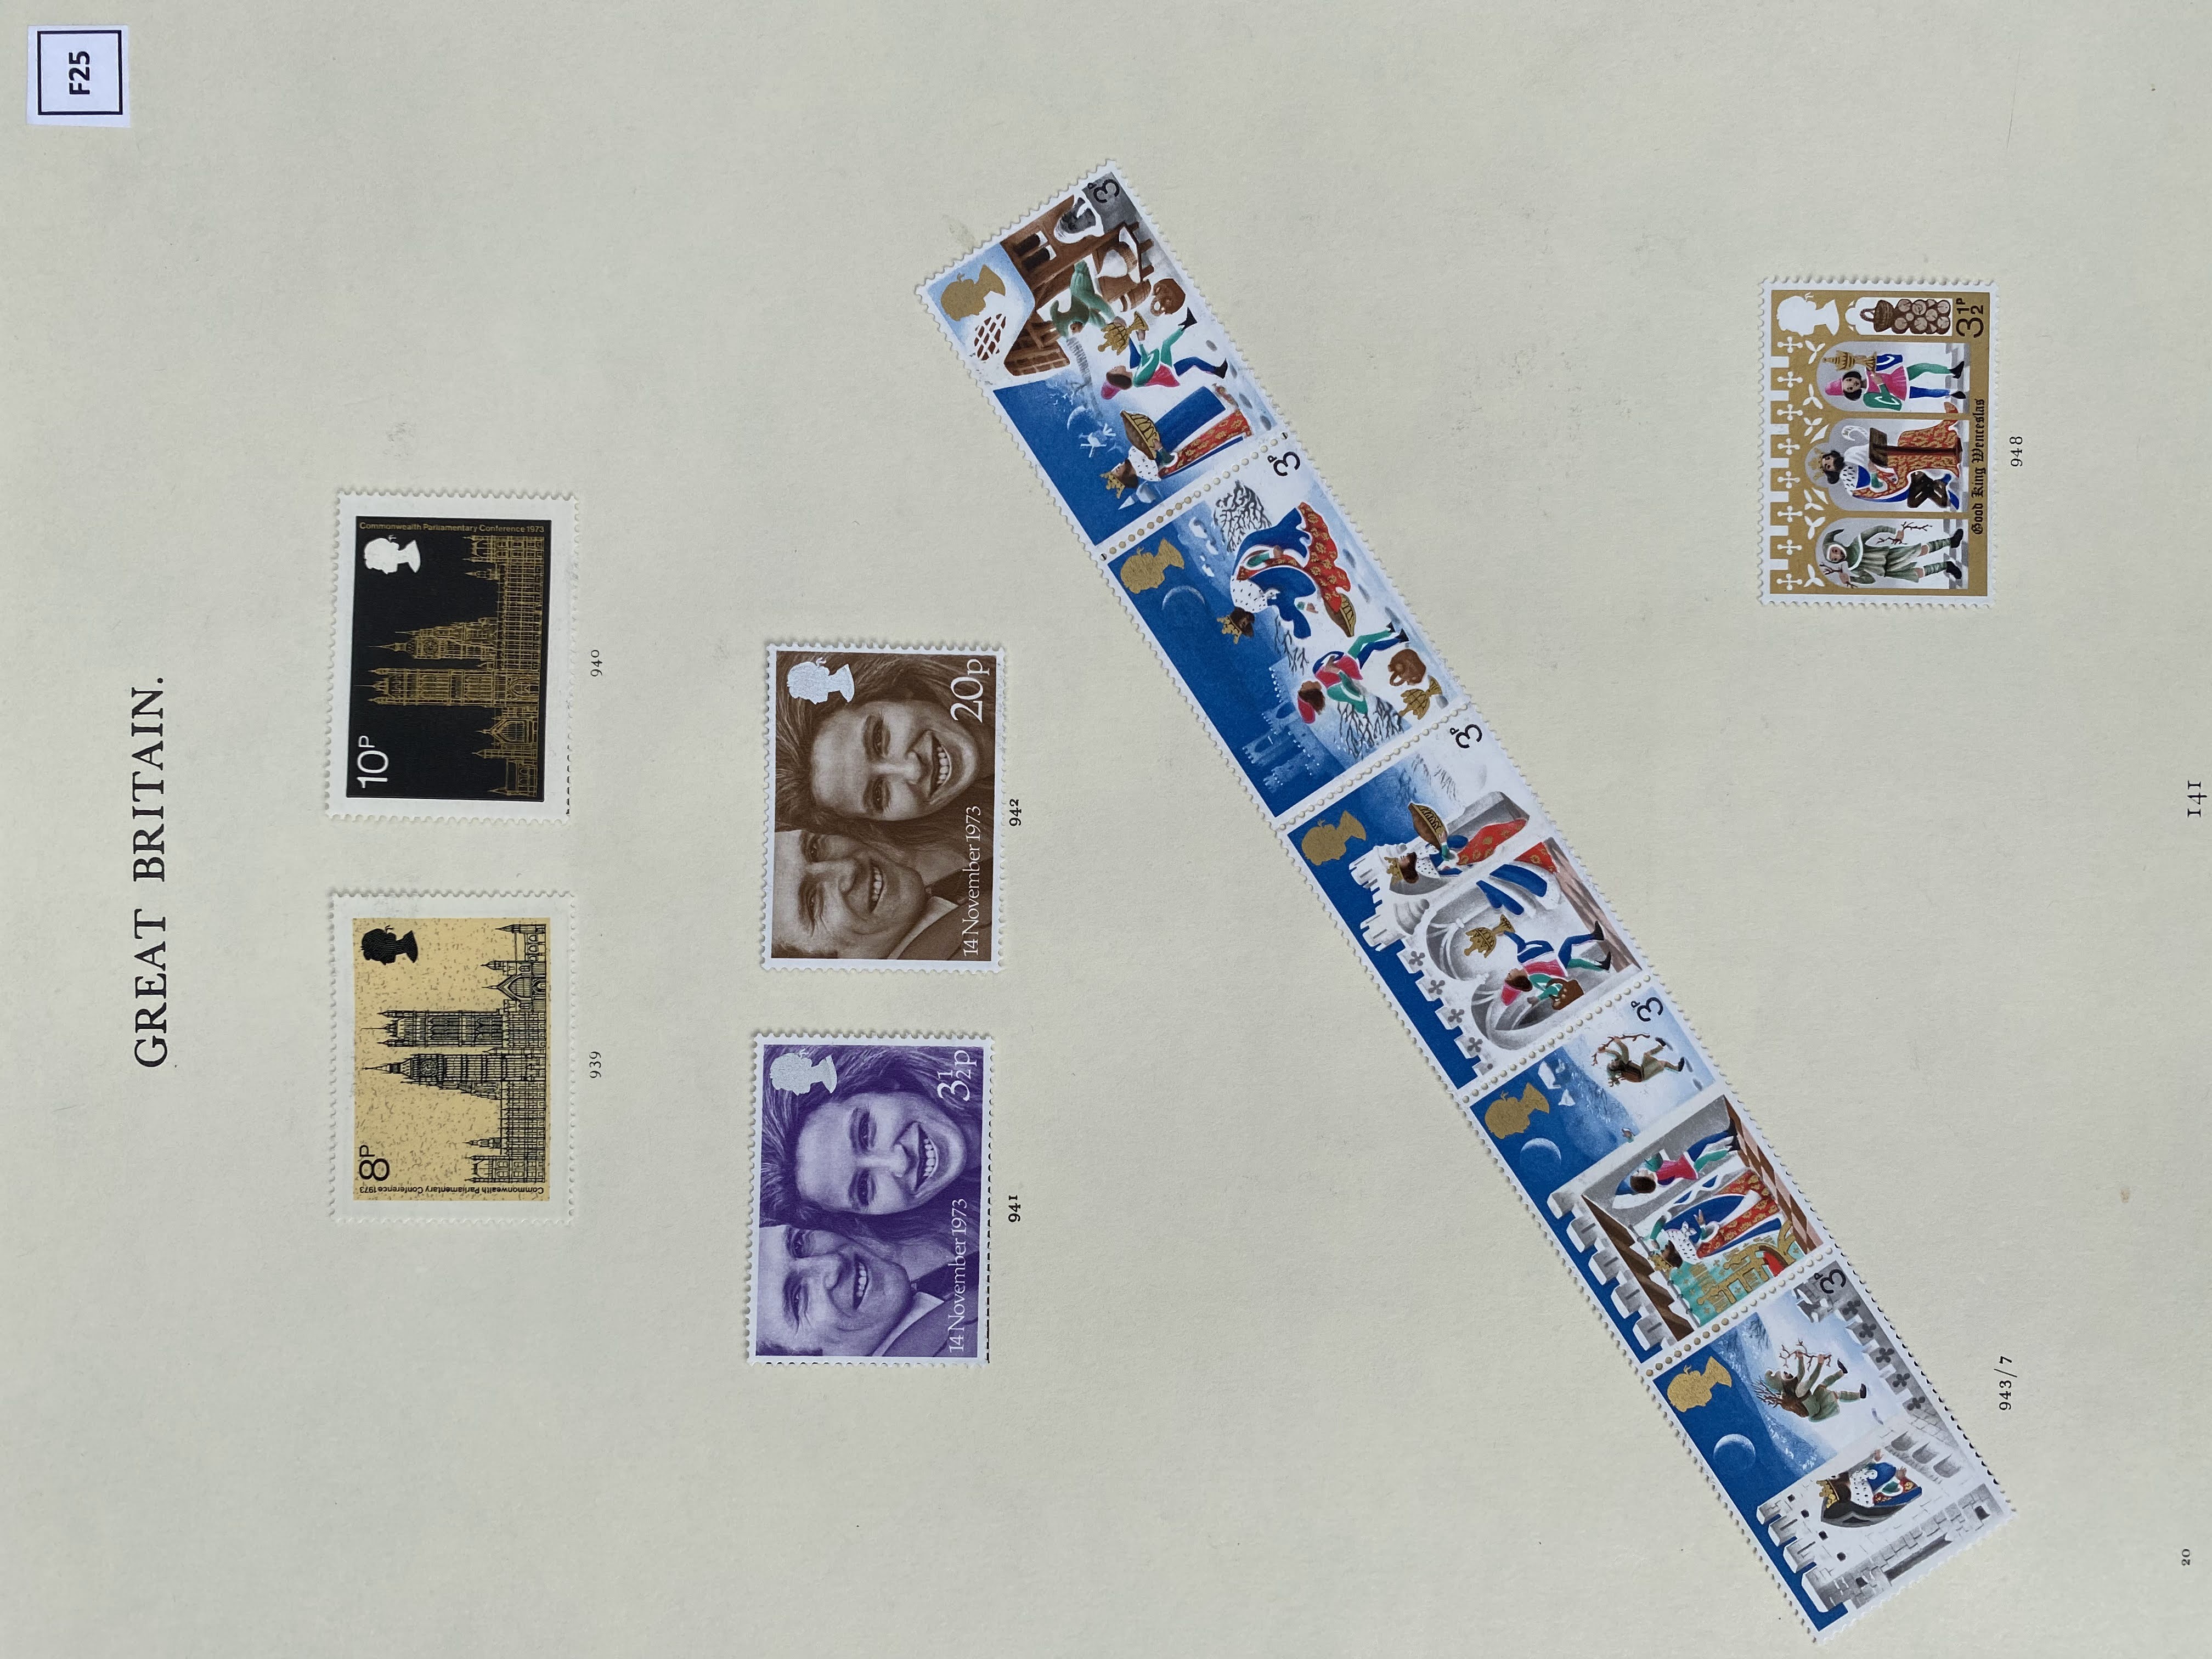 F25
GREAT BRITAIN.
8P
Commonwealth Parliamentary Conference 1973
10P
Commonwealth Parliamentary Conference 1973
939
940
14 November 1973
3½p
14 November 1973
20p
941
942
3P
3P
3P
3P
3P
943/7
Good King Wenceslas
3½P
948
20
141